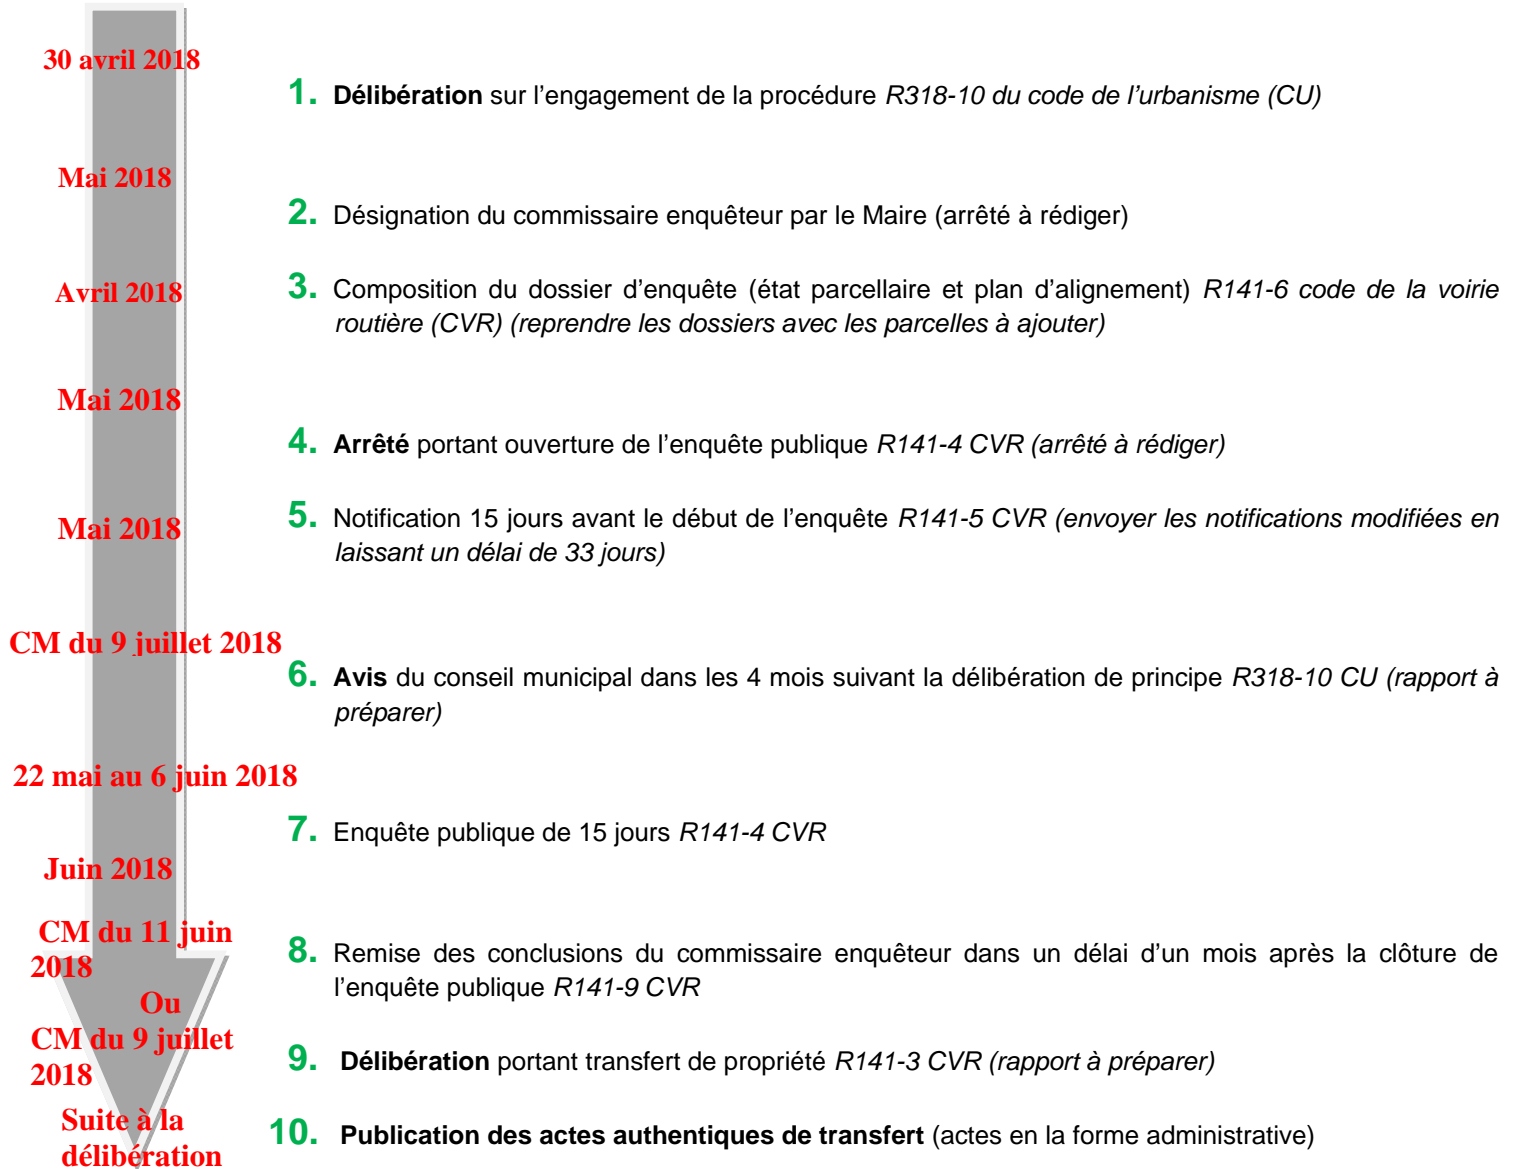 30 avril 2018
1. Délibération sur l’engagement de la procédure R318-10 du code de l’urbanisme (CU)
Mai 2018
2. Désignation du commissaire enquêteur par le Maire (arrêté à rédiger)
Avril 2018
3. Composition du dossier d’enquête (état parcellaire et plan d’alignement) R141-6 code de la voirie
routière (CVR) (reprendre les dossiers avec les parcelles à ajouter)
Mai 2018
4. Arrêté portant ouverture de l’enquête publique R141-4 CVR (arrêté à rédiger)
Mai 2018
5. Notification 15 jours avant le début de l’enquête R141-5 CVR (envoyer les notifications modifiées en
laissant un délai de 33 jours)
CM du 9 juillet 2018
6. Avis du conseil municipal dans les 4 mois suivant la délibération de principe R318-10 CU (rapport à
préparer)
22 mai au 6 juin 2018
7. Enquête publique de 15 jours R141-4 CVR
Juin 2018
8. Remise des conclusions du commissaire enquêteur dans un délai d’un mois après la clôture de
l’enquête publique R141-9 CVR
CM du 11 juin
2018
Ou
CM du 9 juillet
2018
9. Délibération portant transfert de propriété R141-3 CVR (rapport à préparer)
Suite à la
délibération
10. Publication des actes authentiques de transfert (actes en la forme administrative)